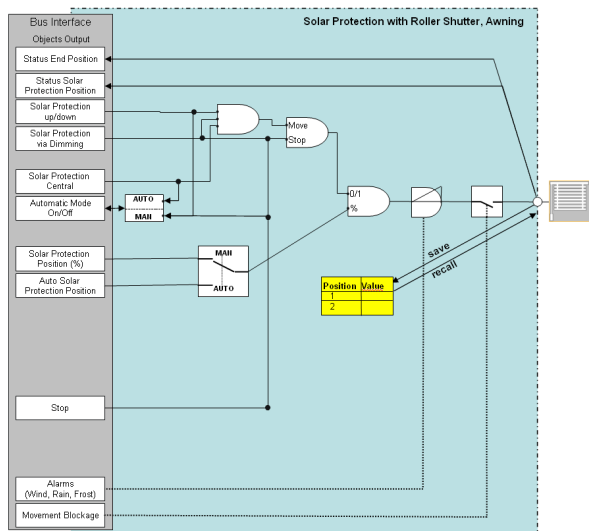 Solar Protection with Roller Shutter, Awning
Bus Interface
Objects Output
Status End Position
Status Solar
Protection Position
Solar Protection
up/down
Solar Protection
via Dimming
Move
Stop
Solar Protection
Central
Automatic Mode
On/Off
AUTO
MAN
0/1
%
Solar Protection
Position (%)
Auto Solar
Protection Position
MAN
AUTO
save
recall
Position Value
1
2
Stop
Alarms
(Wind, Rain, Frost)
Movement Blockage